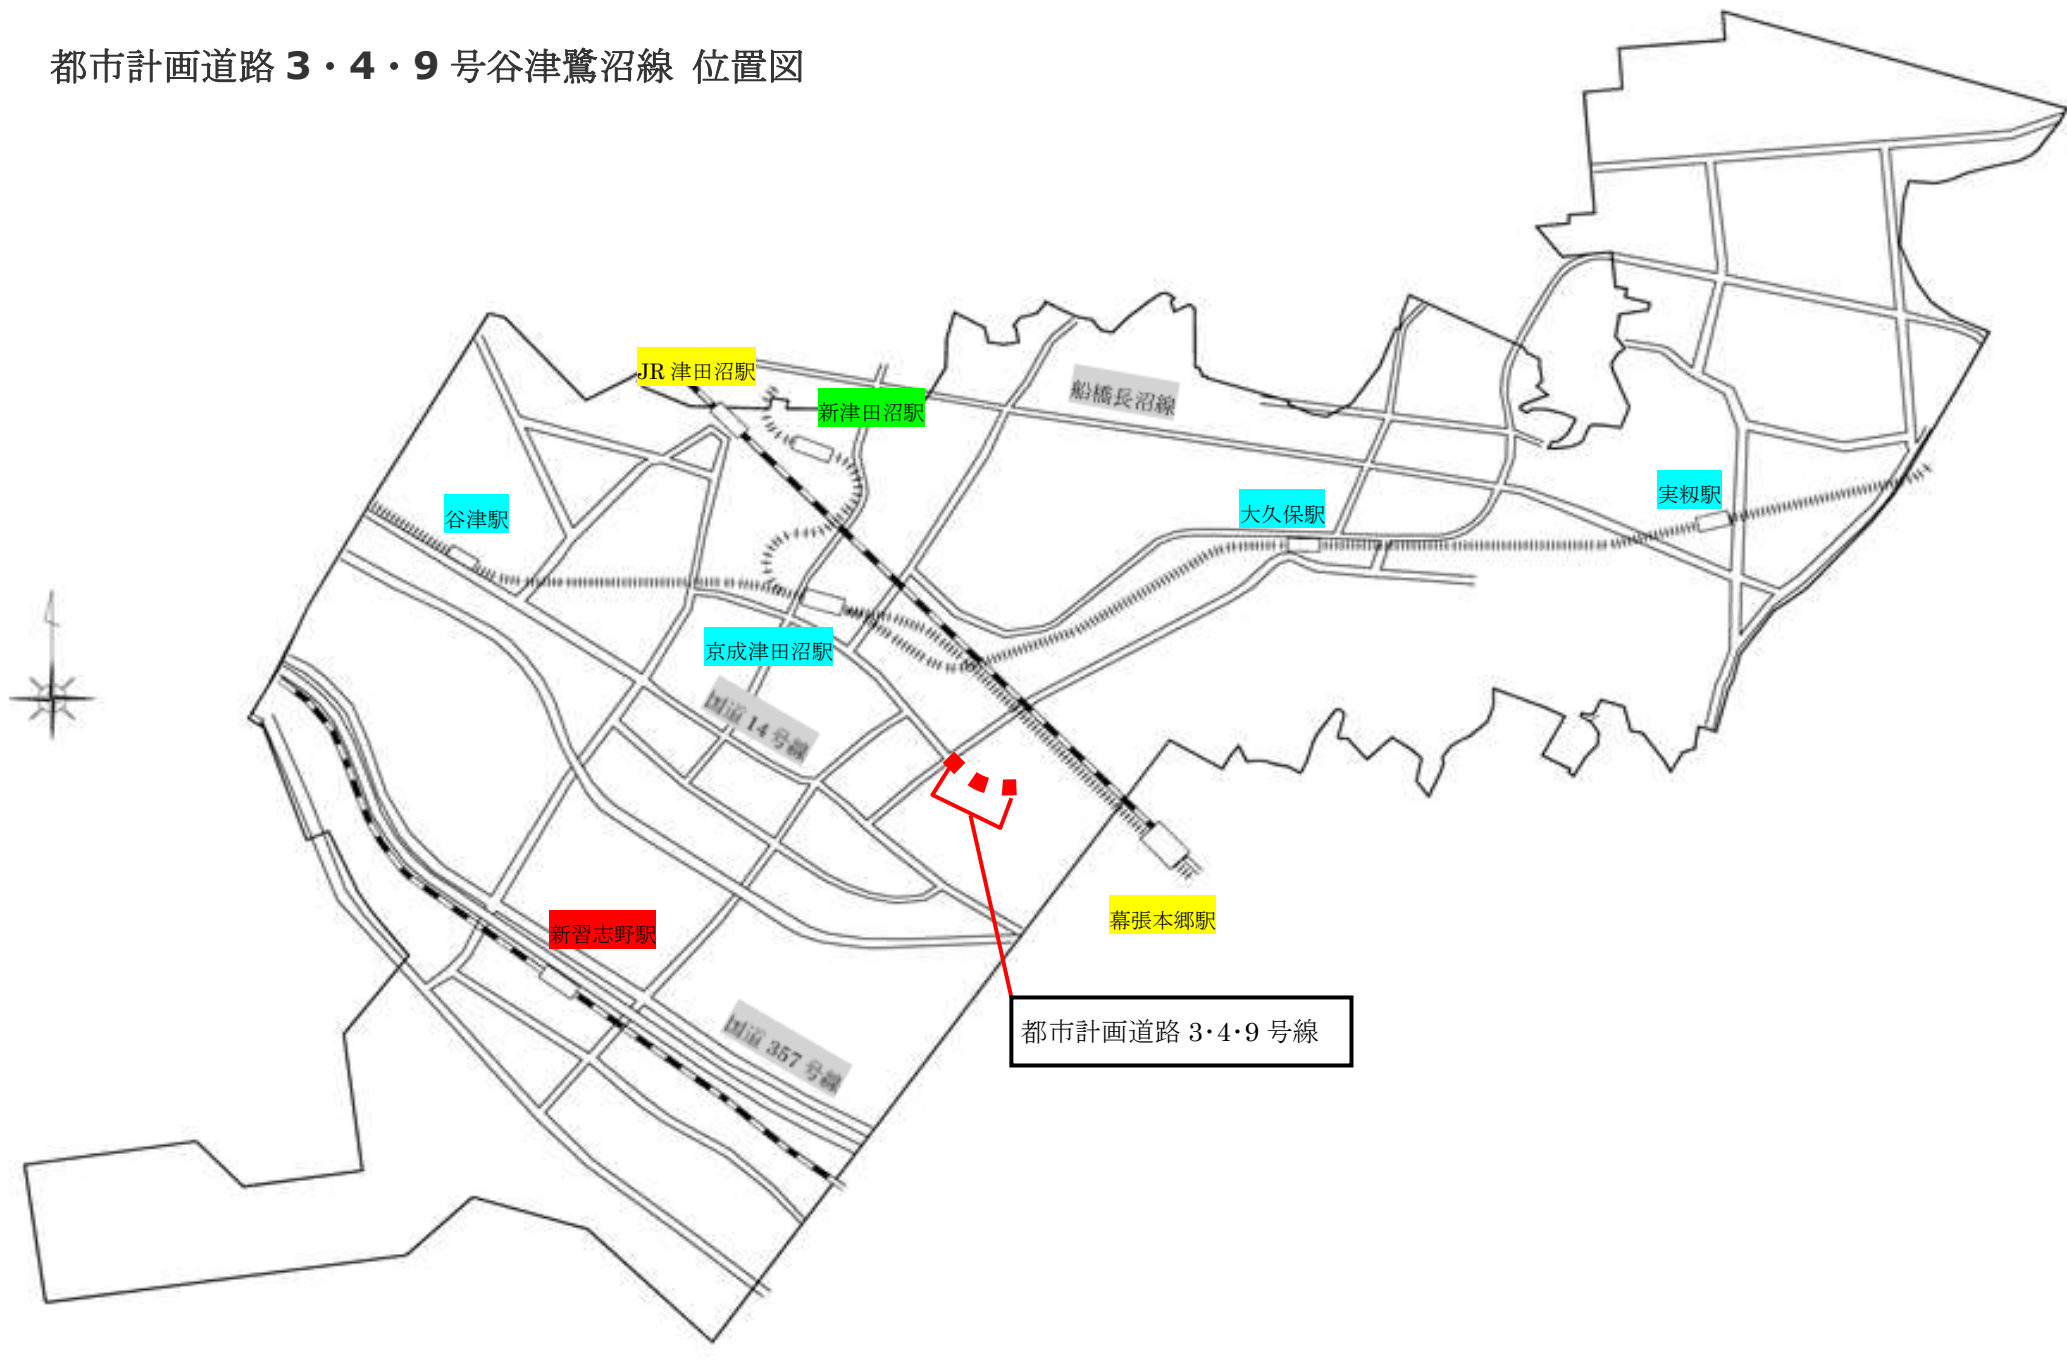 都市計画道路 3・4・9 号谷津鷺沼線 位置図
JR 津田沼駅
新津田沼駅
船橋長沼線
谷津駅
大久保駅
実籾駅
京成津田沼駅
国道 14 号線
新習志野駅
幕張本郷駅
国道 357 号線
都市計画道路 3・4・9 号線